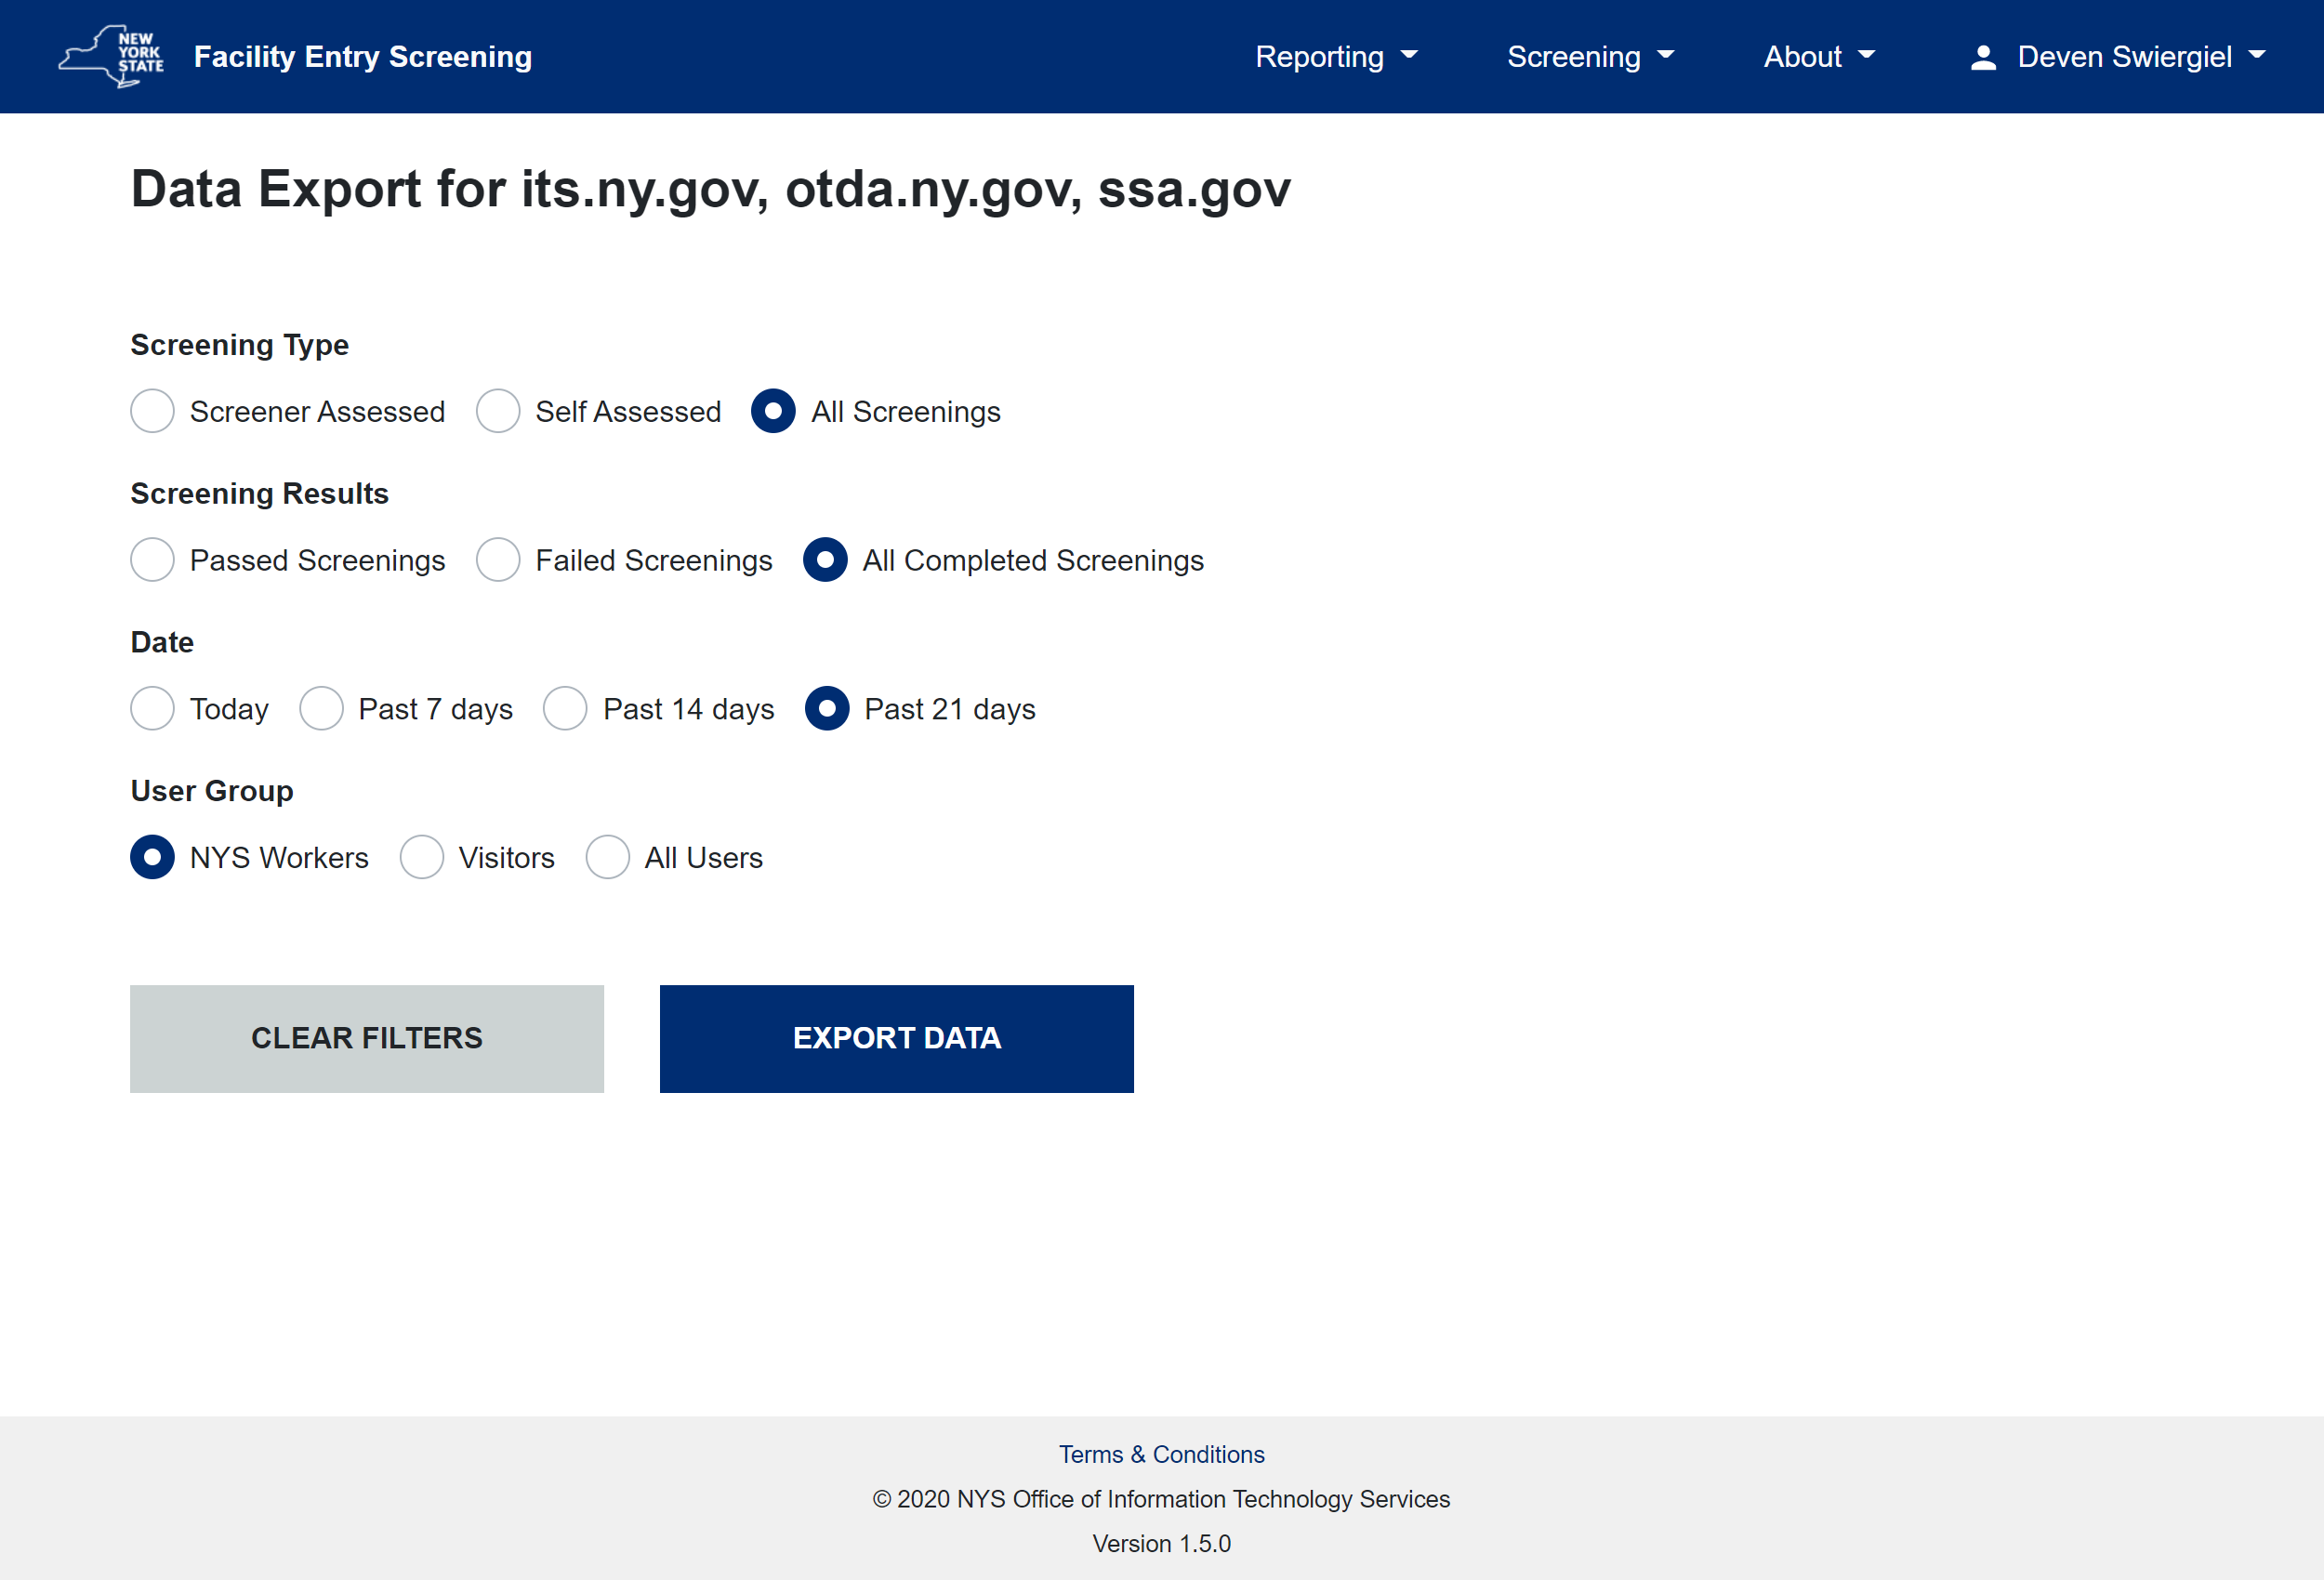 NEW
YORK
STATE
Facility Entry Screening
Reporting
Screening
About
Deven Swiergiel
Data Export for its.ny.gov, otda.ny.gov, ssa.gov
Screening Type
Screener Assessed Self Assessed All Screenings
Screening Results
Passed Screenings Failed Screenings All Completed Screenings
Date
Today Past 7 days Past 14 days Past 21 days
User Group
NYS Workers Visitors All Users
CLEAR FILTERS EXPORT DATA
Terms & Conditions
© 2020 NYS Office of Information Technology Services
Version 1.5.0